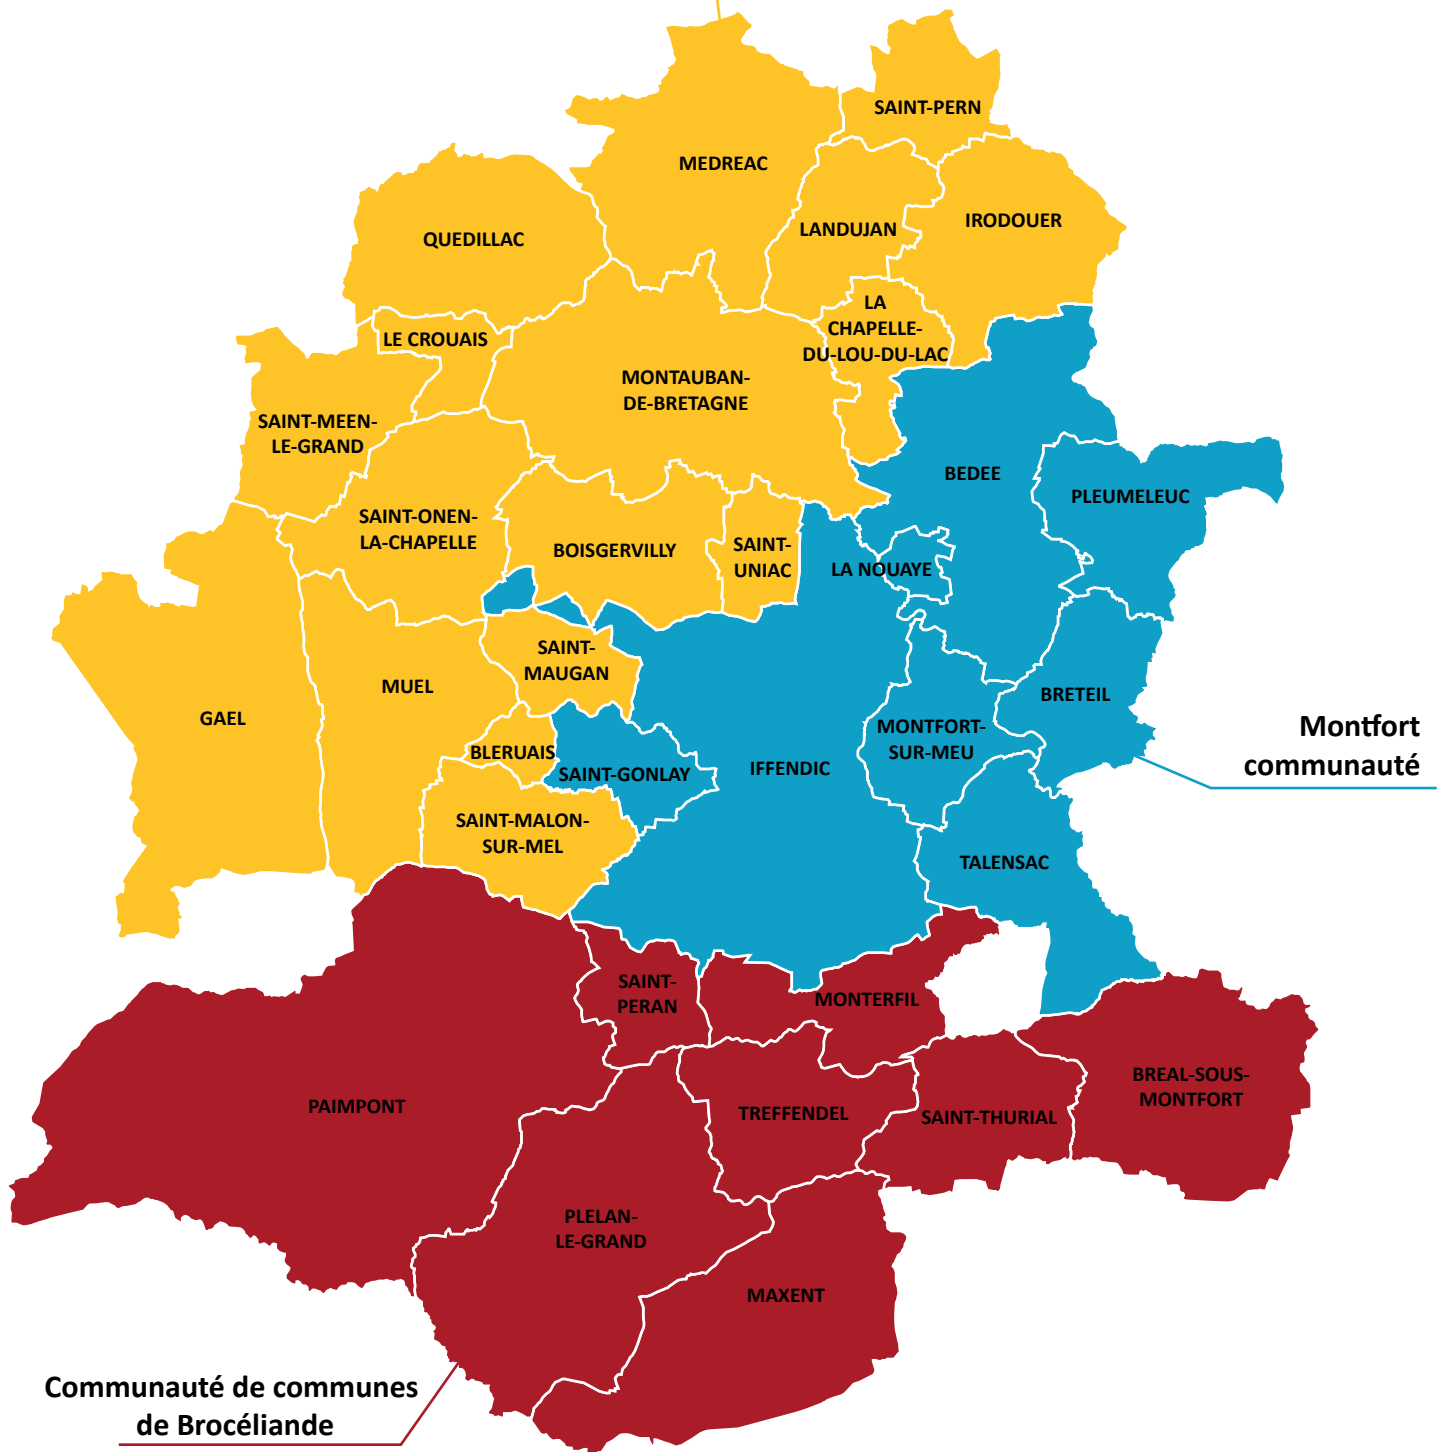 SAINT-PERN
MEDREAC
IRODOUER
LANDUJAN
QUEDILLAC
LA
CHAPELLE-
DU-LOU-DU-LAC
LE CROUAIS
MONTAUBAN-
DE-BRETAGNE
SAINT-MEEN-
LE-GRAND
BEDEE
PLEUMELEUC
SAINT-ONEN-
LA-CHAPELLE
BOISGERVILLY
SAINT-
UNIAC
LA NOUAYE
SAINT-
MAUGAN
MUEL
BRETEIL
GAEL
MONTFORT-
SUR-MEU
Montfort
communauté
BLERUAIS
SAINT-GONLAY
IFFENDIC
SAINT-MALON-
SUR-MEL
TALENSAC
SAINT-
PERAN
MONTERFIL
BREAL-SOUS-
MONTFORT
PAIMPONT
TREFFENDEL
SAINT-THURIAL
PLELAN-
LE-GRAND
MAXENT
Communauté de communes
de Brocéliande